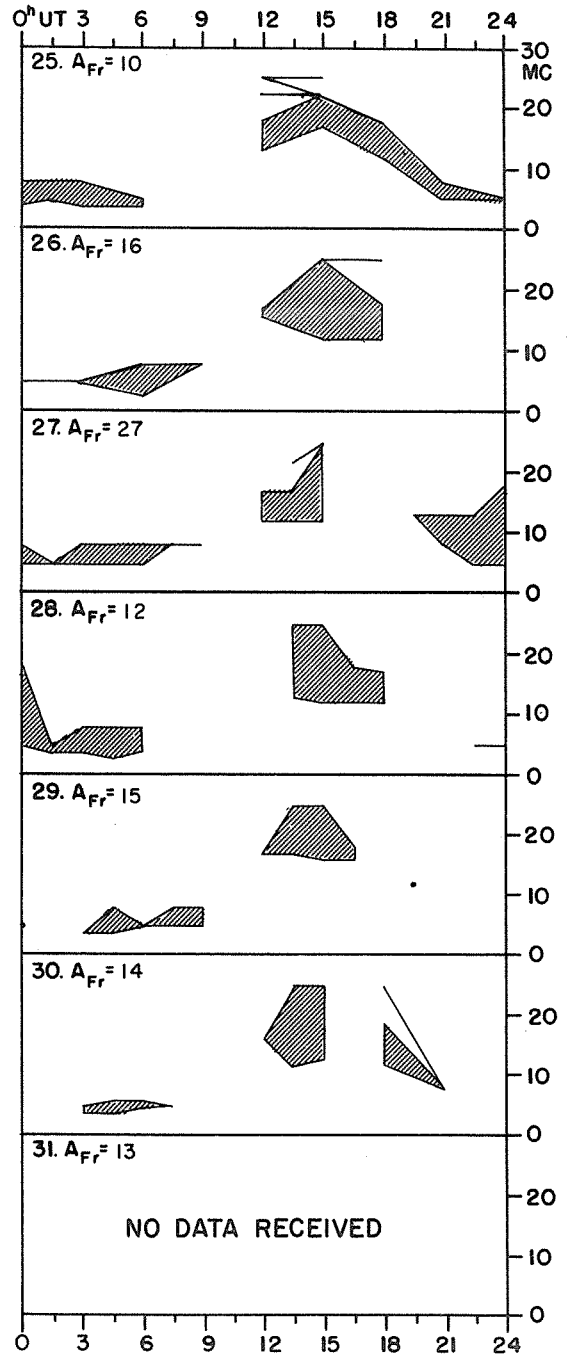 0ʰ UT 3 6 9 12 15 18 21 24
30
MC
25. A_Fr = 10
20
10
0
26. A_Fr = 16
20
10
0
27. A_Fr = 27
20
10
0
28. A_Fr = 12
20
10
0
29. A_Fr = 15
20
10
0
30. A_Fr = 14
20
10
0
31. A_Fr = 13
20
NO DATA RECEIVED
10
0
0 3 6 9 12 15 18 21 24